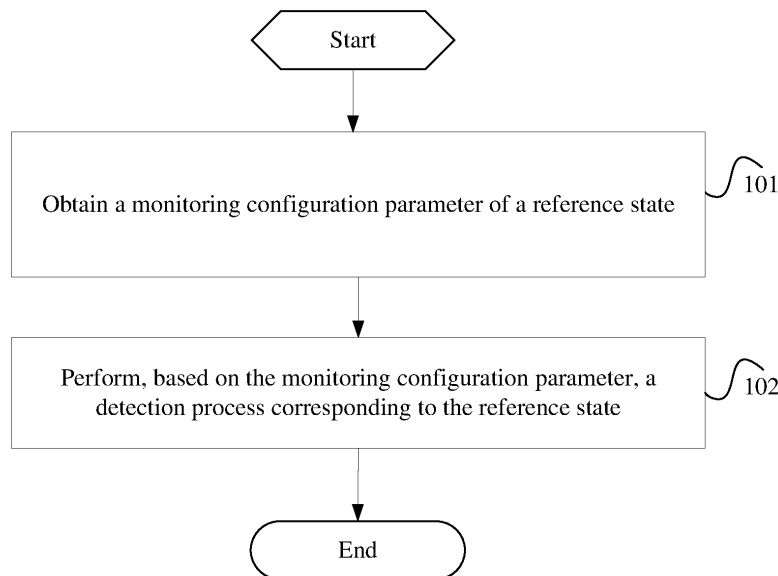 Start
Obtain a monitoring configuration parameter of a reference state
101
Perform, based on the monitoring configuration parameter, a
detection process corresponding to the reference state
102
End